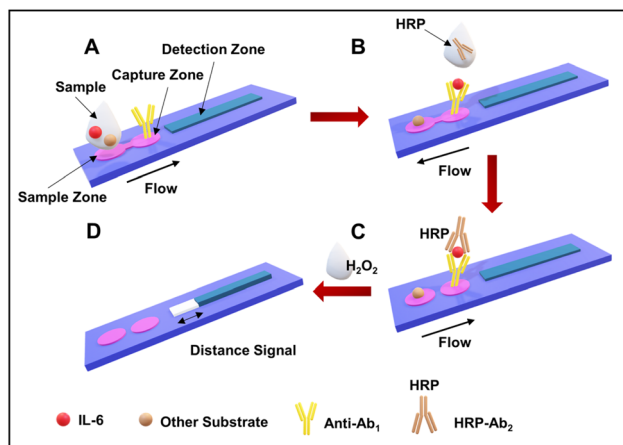 A
Detection Zone
Capture Zone
Sample
Sample Zone
Flow
B
HRP
Flow
C
HRP
Flow
H₂O₂
D
Distance Signal
IL-6
Other Substrate
Anti-Ab₁
HRP
HRP-Ab₂